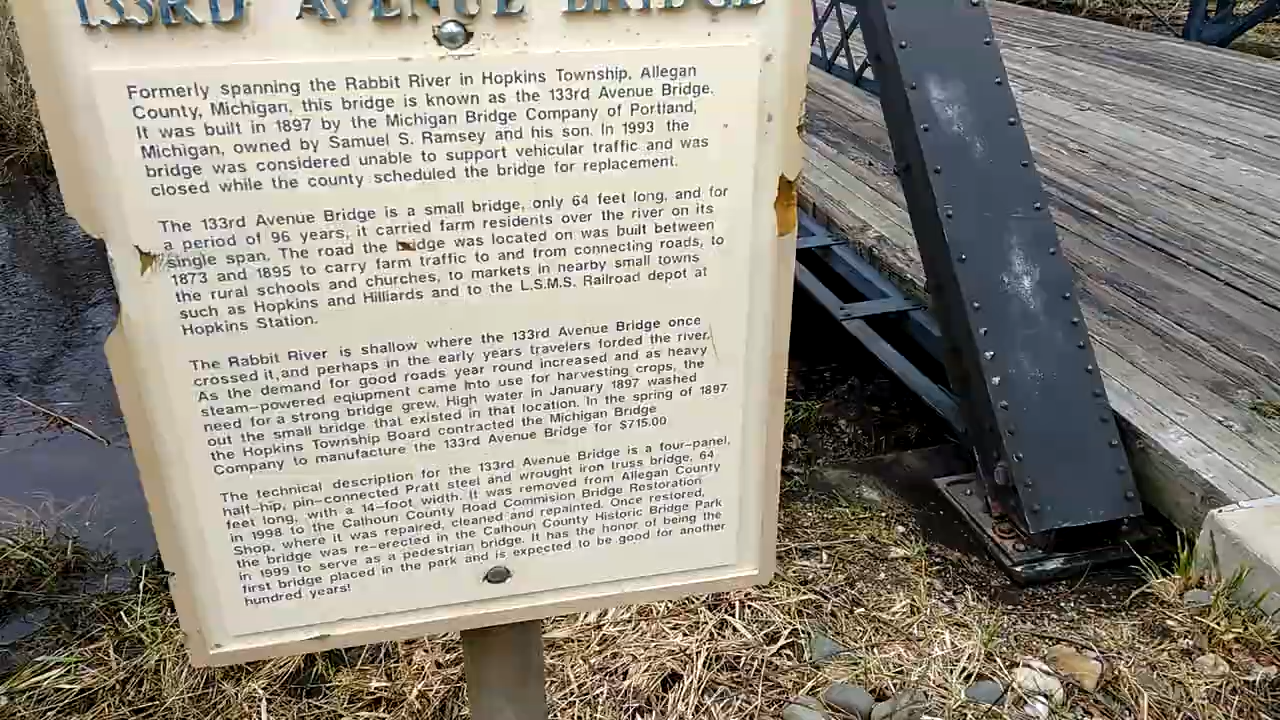 133RD AVENUE BRIDGE
Formerly spanning the Rabbit River in Hopkins Township, Allegan
County, Michigan, this bridge is known as the 133rd Avenue Bridge.
It was built in 1897 by the Michigan Bridge Company of Portland,
Michigan, owned by Samuel S. Ramsey and his son. In 1993 the
bridge was considered unable to support vehicular traffic and was
closed while the county scheduled the bridge for replacement.
The 133rd Avenue Bridge is a small bridge, only 64 feet long, and for
a period of 96 years, it carried farm residents over the river on its
single span. The road the bridge was located on was built between
1873 and 1895 to carry farm traffic to and from connecting roads, to
the rural schools and churches, to markets in nearby small towns
such as Hopkins and Hilliards and to the L.S.M.S. Railroad depot at
Hopkins Station.
The Rabbit River is shallow where the 133rd Avenue Bridge once
crossed it,and perhaps in the early years travelers forded the river.
As the demand for good roads year round increased and as heavy
steam-powered eqiupment came into use for harvesting crops, the
need for a strong bridge grew. High water in January 1897 washed
out the small bridge that existed in that location. In the spring of 1897
the Hopkins Township Board contracted the Michigan Bridge
Company to manufacture the 133rd Avenue Bridge for $715.00.
The technical description for the 133rd Avenue Bridge is a four-panel,
half-hip, pin-connected Pratt steel and wrought iron truss bridge, 64
feet long, with a 14-foot width. It was removed from Allegan County
in 1998 to the Calhoun County Road Commision Bridge Restoration
Shop, where it was repaired, cleaned and repainted. Once restored,
the bridge was re-erected in the Calhoun County Historic Bridge Park
in 1999 to serve as a pedestrian bridge. It has the honor of being the
first bridge placed in the park and is expected to be good for another
hundred years!